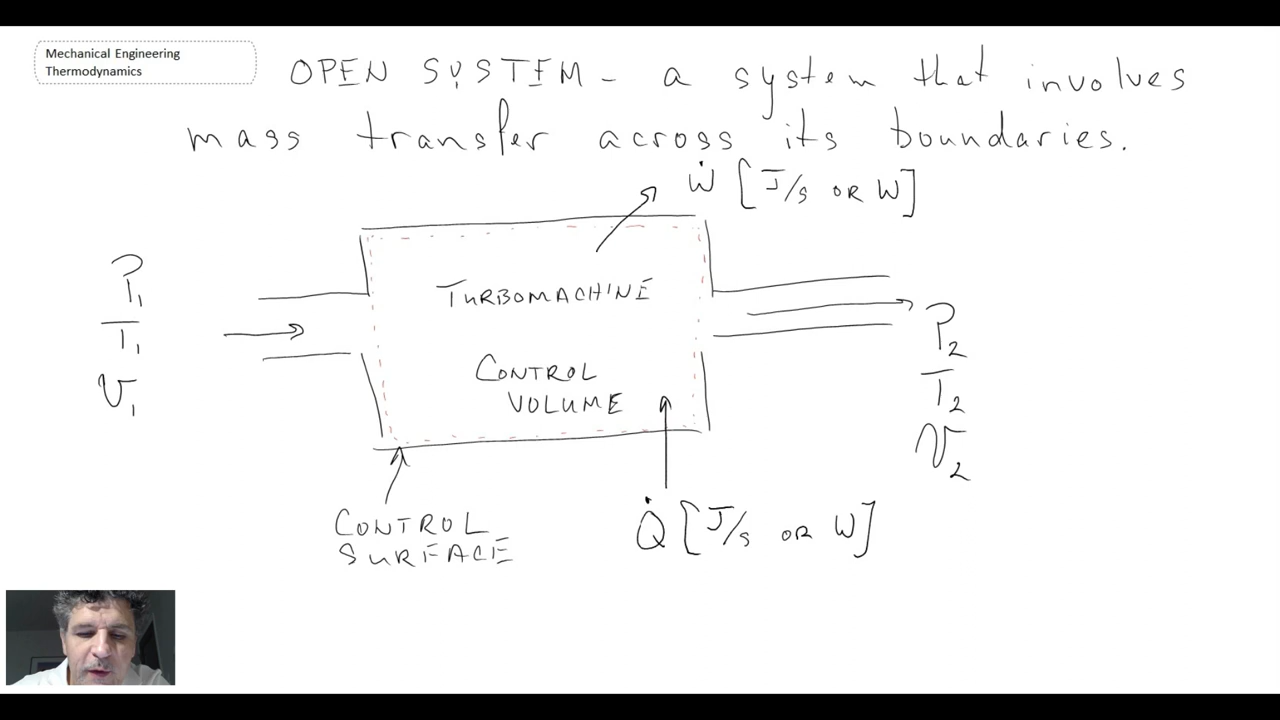 Mechanical Engineering
Thermodynamics
OPEN SYSTEM - a system that involves
mass transfer across its boundaries.
Ẇ [J/s OR W]
P₁
T₁
V₁
TURBOMACHINE
CONTROL
VOLUME
P₂
T₂
V₂
CONTROL
SURFACE
Q̇ [J/s OR W]